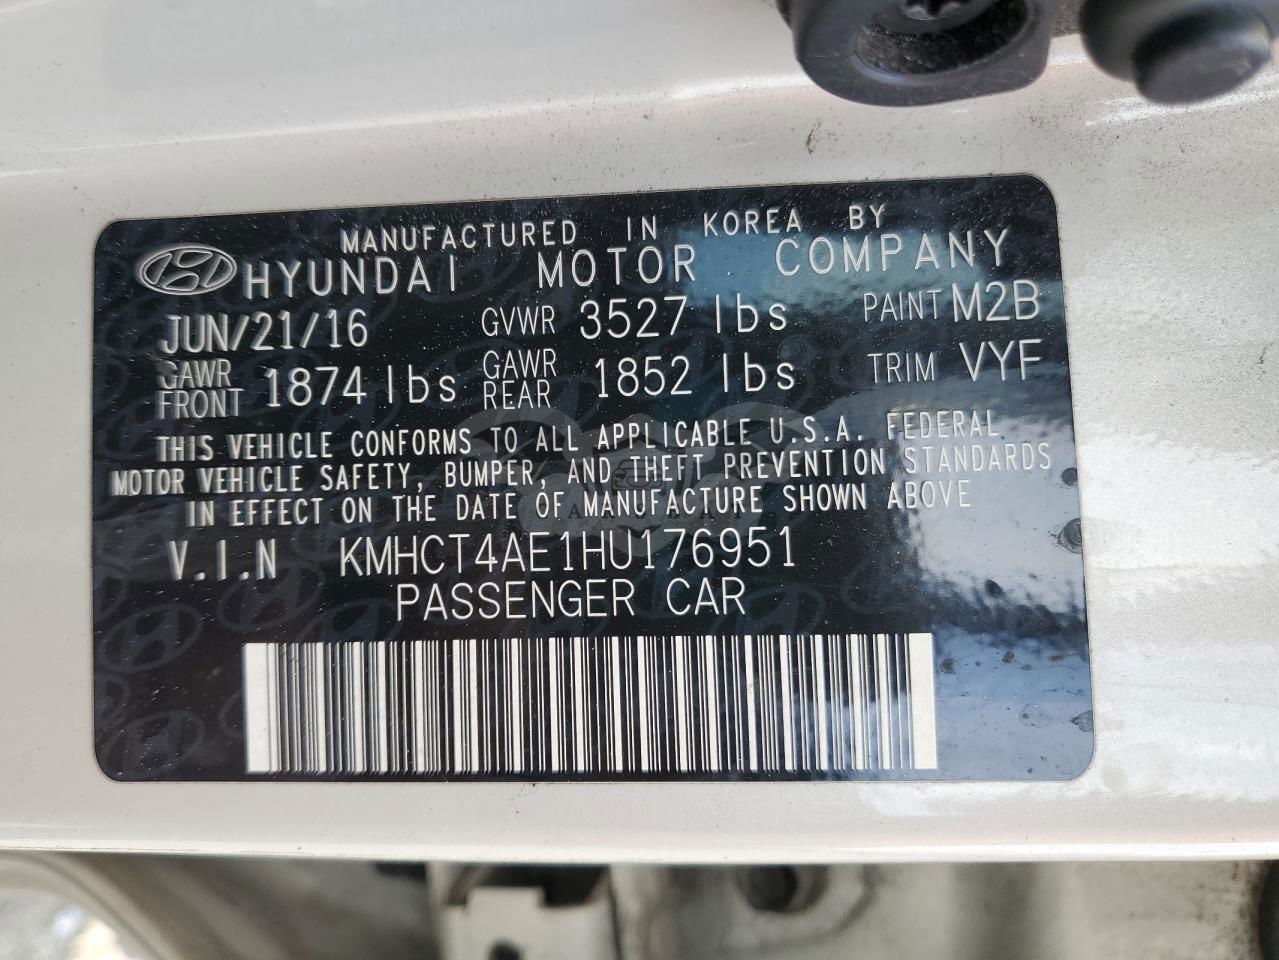 MANUFACTURED IN KOREA BY
HYUNDAI MOTOR COMPANY
JUN/21/16 GVWR 3527 lbs PAINT M2B
GAWR FRONT 1874 lbs GAWR REAR 1852 lbs TRIM VYF
THIS VEHICLE CONFORMS TO ALL APPLICABLE U.S.A. FEDERAL
MOTOR VEHICLE SAFETY, BUMPER, AND THEFT PREVENTION STANDARDS
IN EFFECT ON THE DATE OF MANUFACTURE SHOWN ABOVE
V.I.N KMHCT4AE1HU176951
PASSENGER CAR